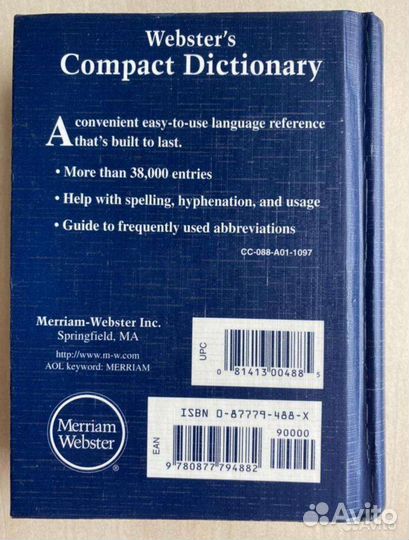 Webster's
Compact Dictionary
A convenient easy-to-use language reference
that's built to last.
• More than 38,000 entries
• Help with spelling, hyphenation, and usage
• Guide to frequently used abbreviations
CC-088-A01-1097
Merriam-Webster Inc.
Springfield, MA
http://www.m-w.com
AOL keyword: MERRIAM
UPC
0 81413 00488 5
Merriam
Webster
®
ISBN 0-87779-488-X
90000
EAN
9 780877 794882
Avito